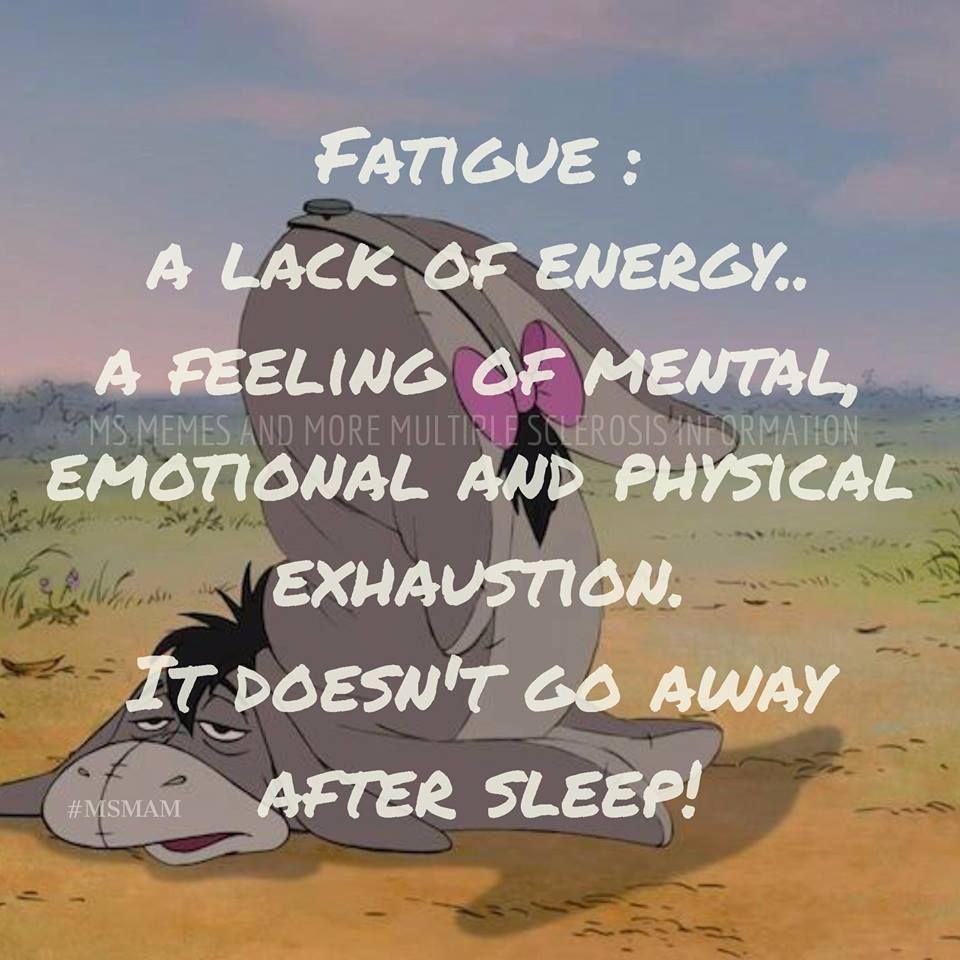 FATIGUE :
A LACK OF ENERGY..
A FEELING OF MENTAL,
MS MEMES AND MORE MULTIPLE SCLEROSIS INFORMATION
EMOTIONAL AND PHYSICAL
EXHAUSTION.
IT DOESN'T GO AWAY
AFTER SLEEP!
#MSMAM